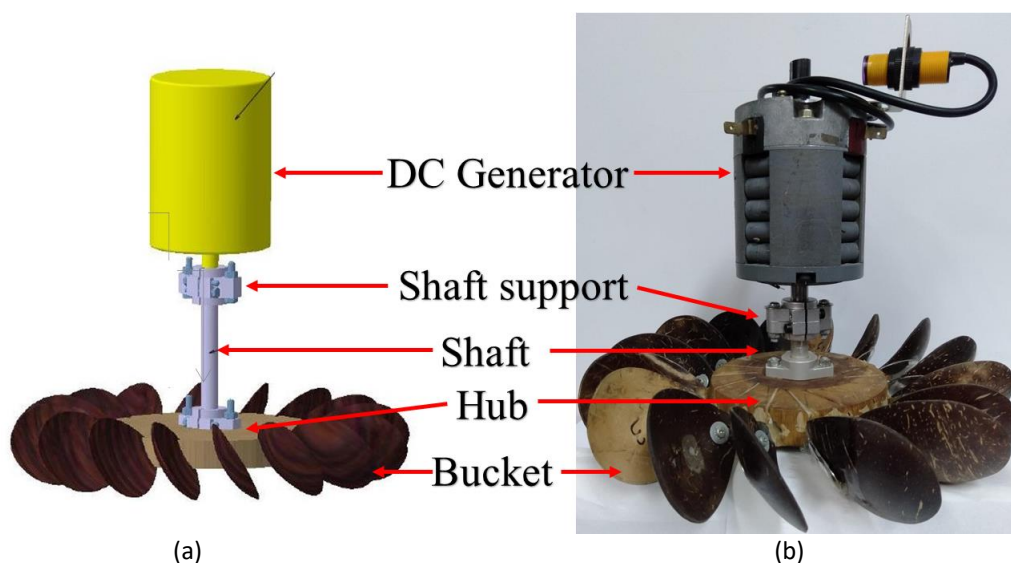 DC Generator
Shaft support
Shaft
Hub
Bucket
(a)
(b)